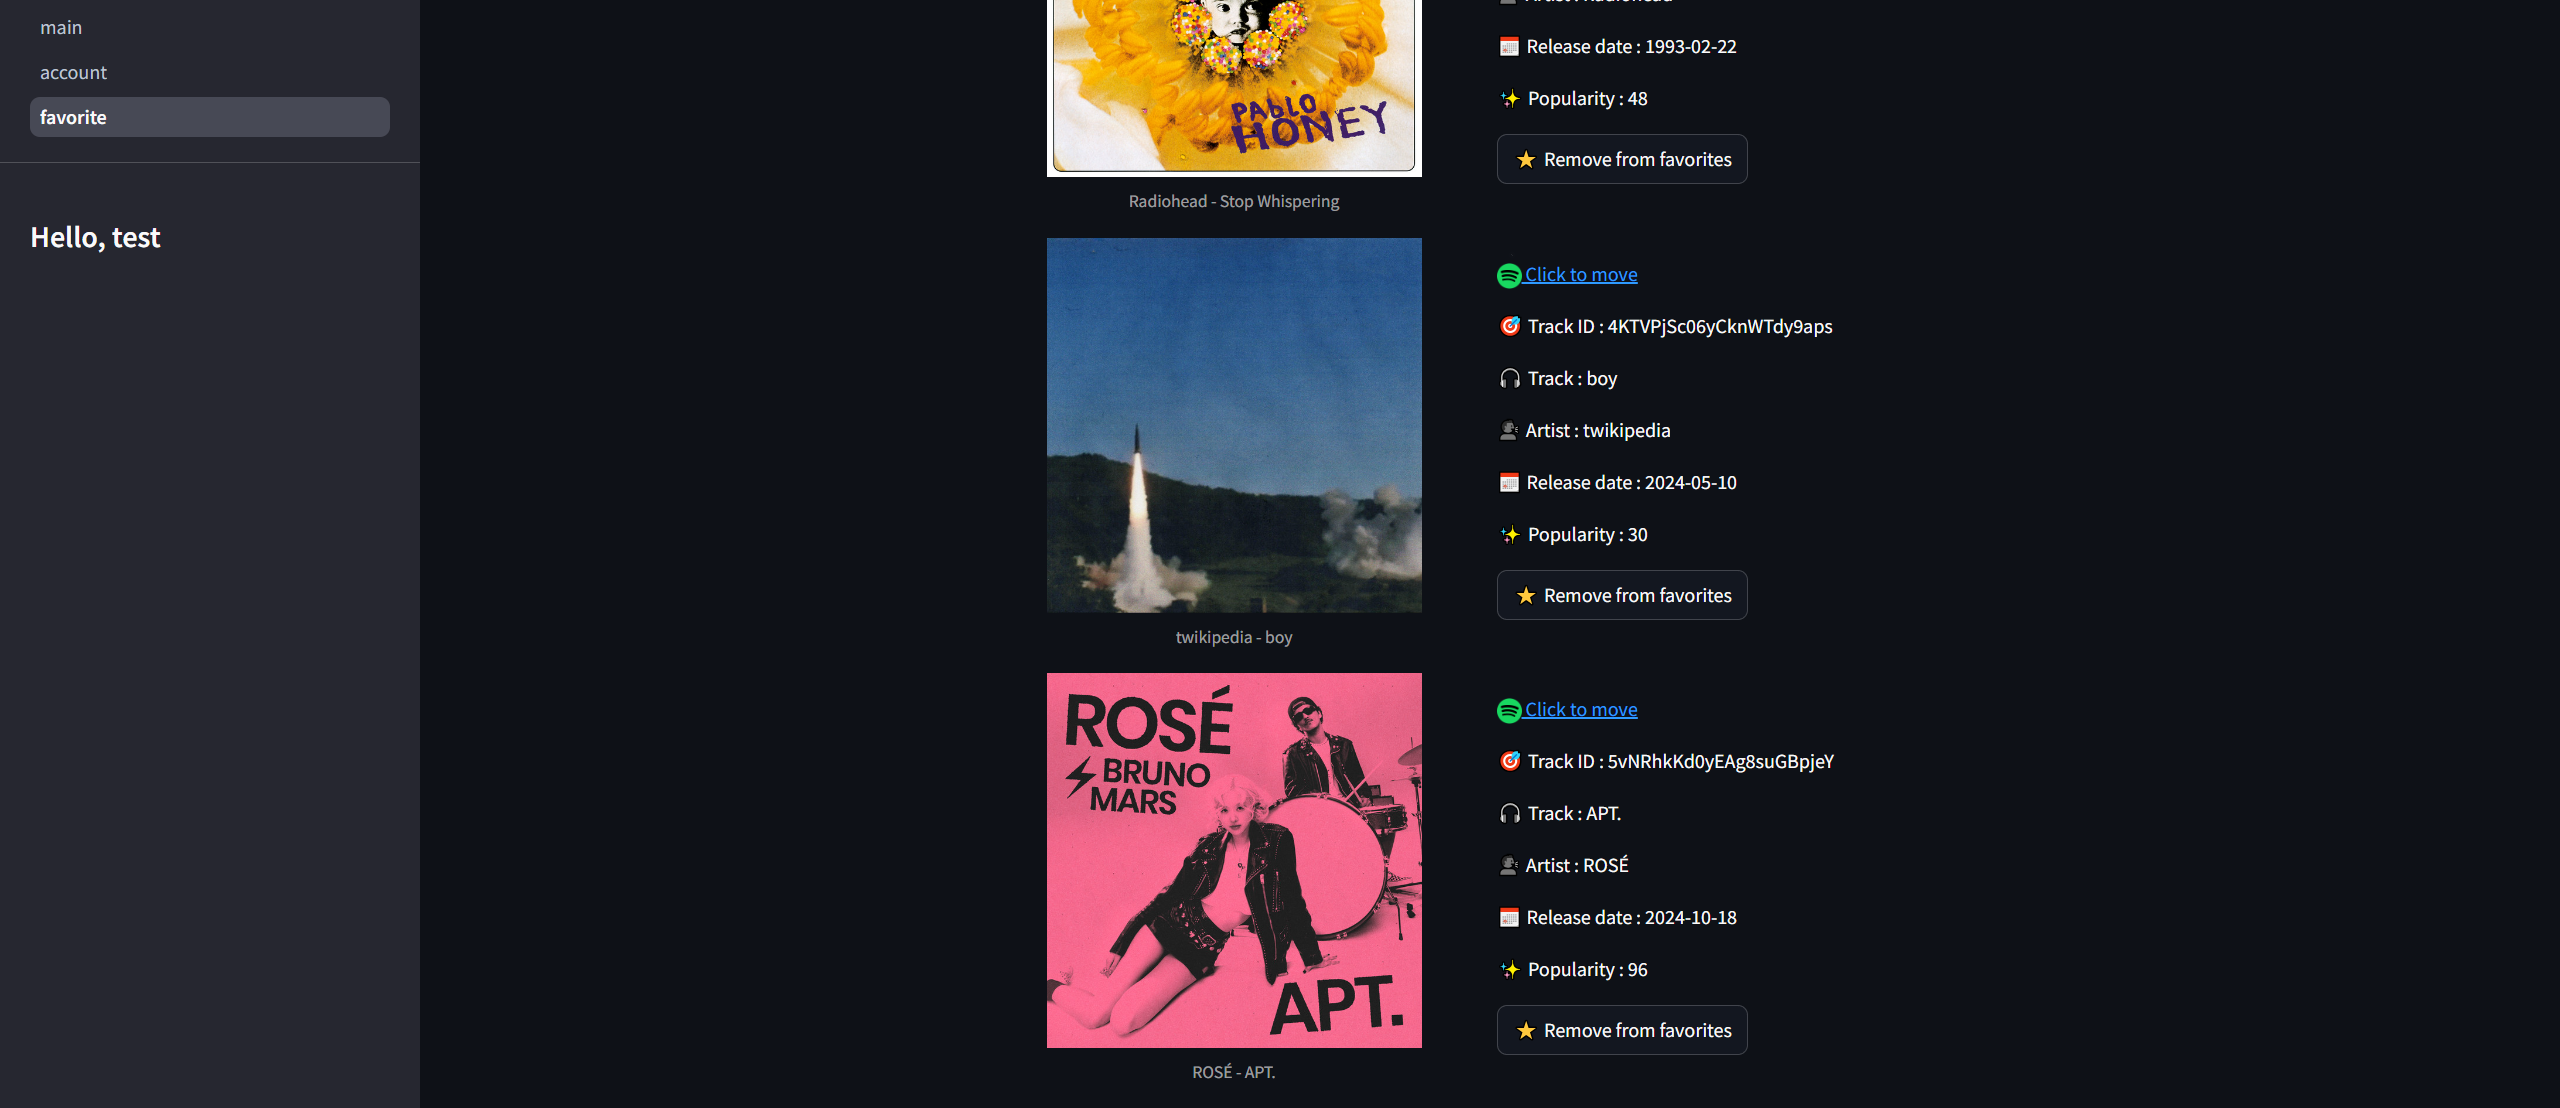 main
account
favorite
Hello, test
PABLO
HONEY
Radiohead - Stop Whispering
Artist : Radiohead
Release date : 1993-02-22
Popularity : 48
Remove from favorites
twikipedia - boy
Click to move
Track ID : 4KTVPjSc06yCknWTdy9aps
Track : boy
Artist : twikipedia
Release date : 2024-05-10
Popularity : 30
Remove from favorites
ROSÉ
BRUNO
MARS
APT.
ROSÉ - APT.
Click to move
Track ID : 5vNRhkKd0yEAg8suGBpjeY
Track : APT.
Artist : ROSÉ
Release date : 2024-10-18
Popularity : 96
Remove from favorites